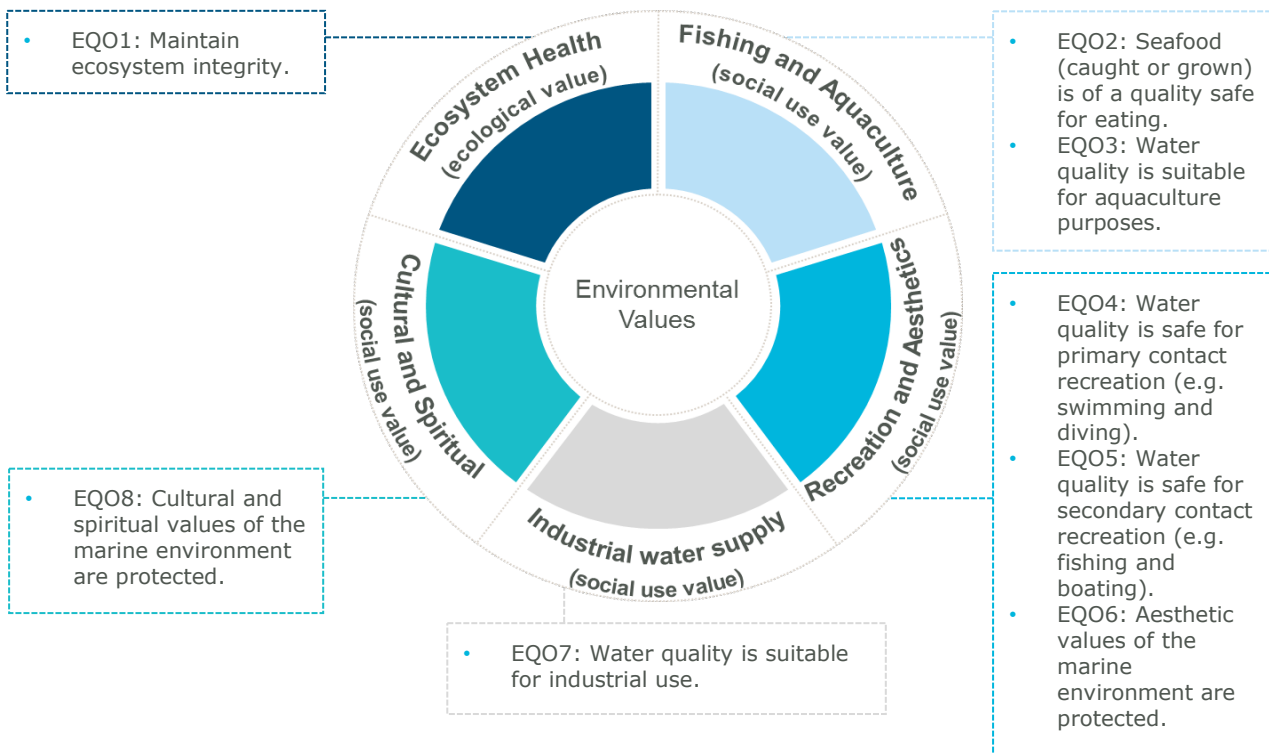 • EQO1: Maintain
ecosystem integrity.
Ecosystem Health
(ecological value)
Fishing and Aquaculture
(social use value)
• EQO2: Seafood
(caught or grown)
is of a quality safe
for eating.
• EQO3: Water
quality is suitable
for aquaculture
purposes.
Environmental
Values
Cultural and Spiritual
(social use value)
Recreation and Aesthetics
(social use value)
• EQO4: Water
quality is safe for
primary contact
recreation (e.g.
swimming and
diving).
• EQO5: Water
quality is safe for
secondary contact
recreation (e.g.
fishing and
boating).
• EQO6: Aesthetic
values of the
marine
environment are
protected.
• EQO8: Cultural and
spiritual values of the
marine environment
are protected.
Industrial water supply
(social use value)
• EQO7: Water quality is suitable
for industrial use.